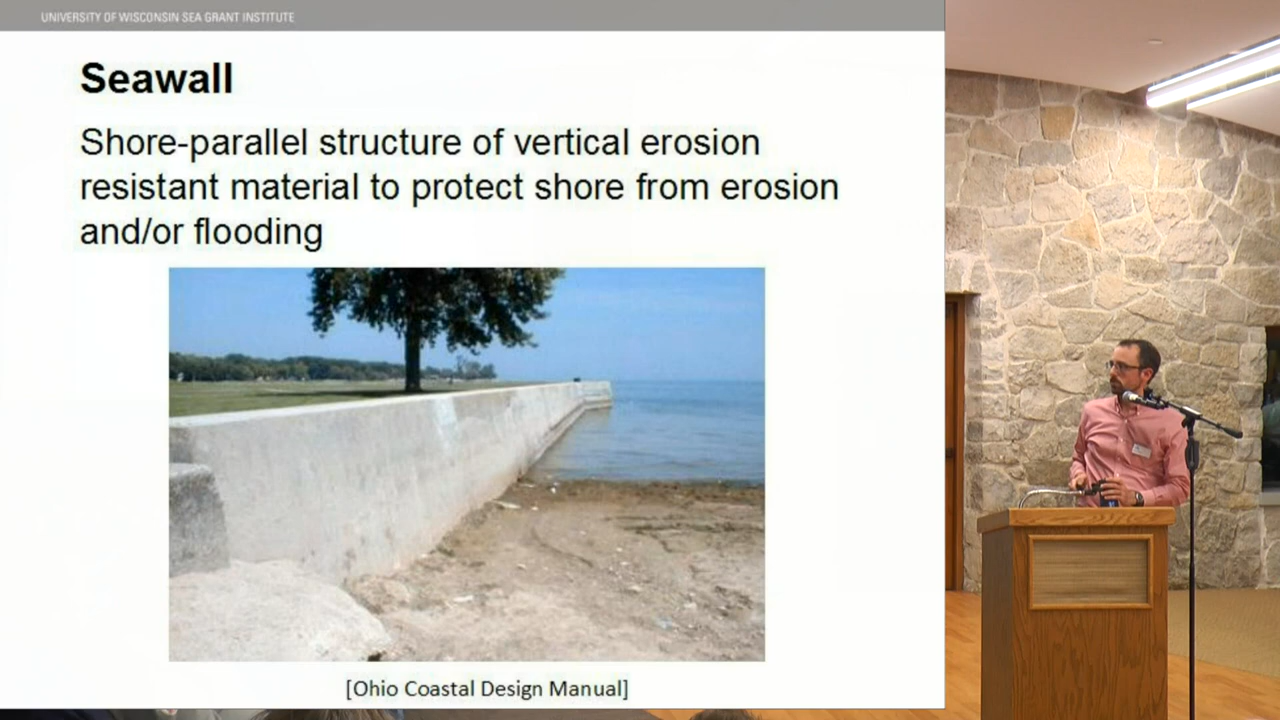 UNIVERSITY OF WISCONSIN SEA GRANT INSTITUTE
Seawall
Shore-parallel structure of vertical erosion
resistant material to protect shore from erosion
and/or flooding
[Ohio Coastal Design Manual]